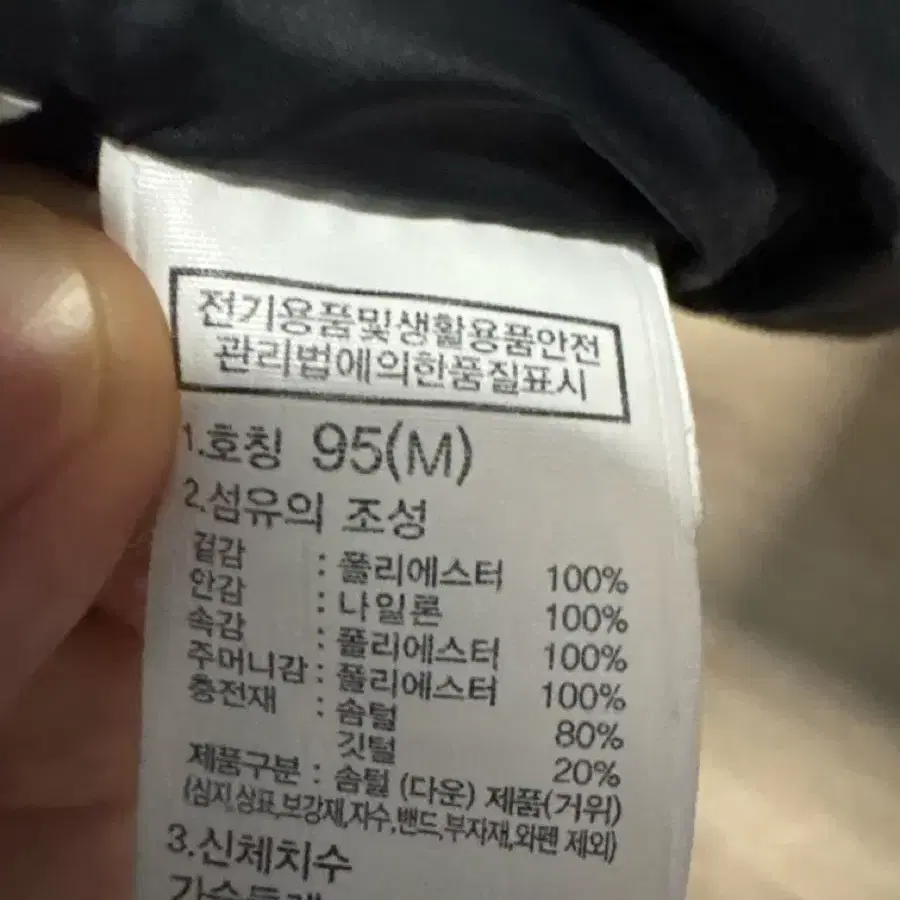 전기용품및생활용품안전
관리법에의한품질표시
1.호칭 95(M)
2.섬유의 조성
겉감 : 폴리에스터 100%
안감 : 나일론 100%
속감 : 폴리에스터 100%
주머니감 : 폴리에스터 100%
충전재 : 솜털 80%
깃털 20%
제품구분 : 솜털 (다운) 제품(거위)
(심지,상표,보강재,자수,밴드,부자재,와펜 제외)
3.신체치수
가슴둘레